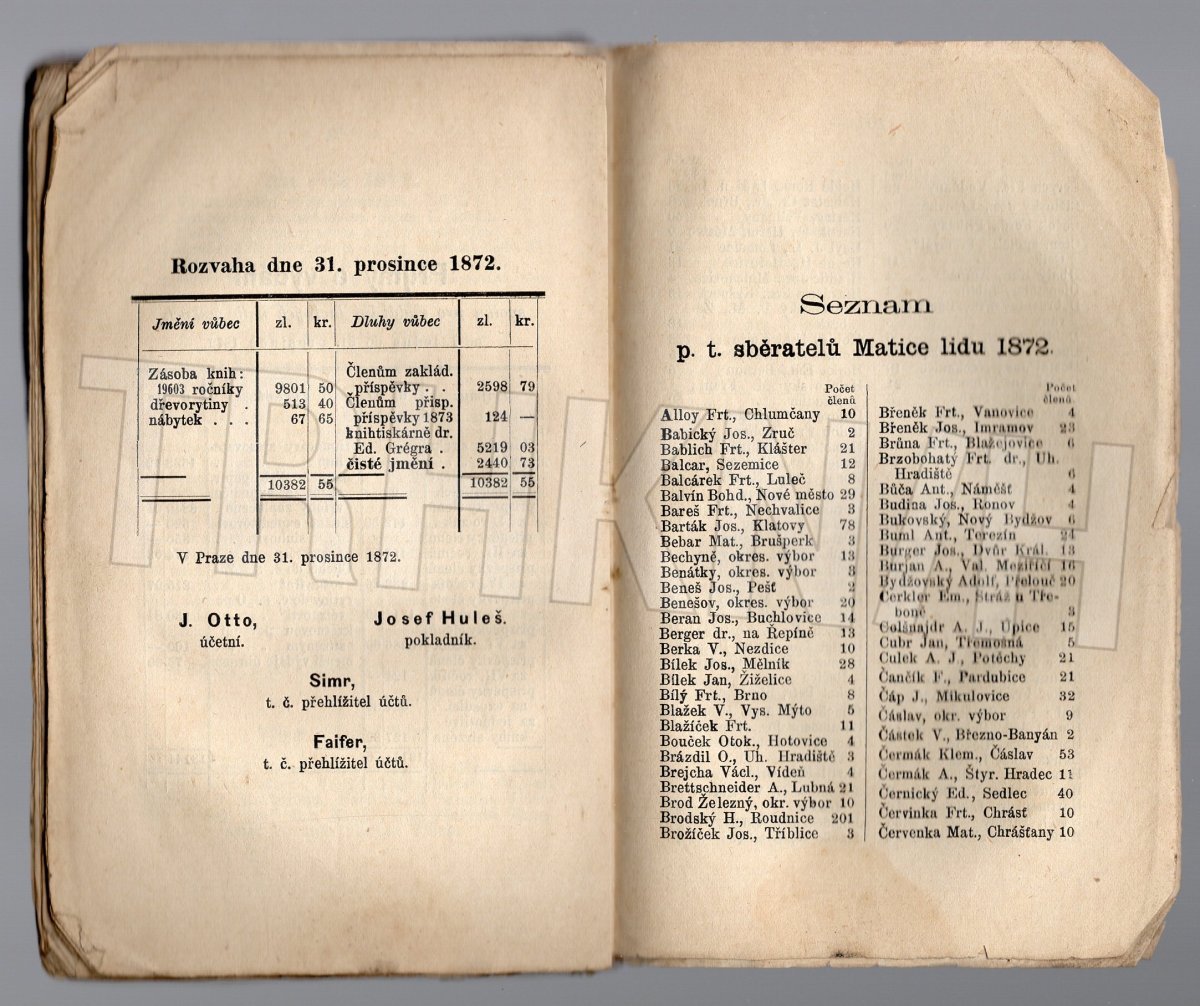 Rozvaha dne 31. prosince 1872.
Jmění vůbec zl. kr. Dluhy vůbec zl. kr.
Zásoba knih: Členům zaklád.
19603 ročníky 9801 50 příspěvky . . 2598 79
dřevorytiny . 513 40 Členům přisp.
nábytek . . . 67 65 příspěvky 1873 124 —
knihtiskárně dr.
Ed. Grégra . 5219 03
čisté jmění . 2440 73
10382 55 10382 55
V Praze dne 31. prosince 1872.
J. Otto, Josef Huleš.
účetní. pokladník.
Simr,
t. č. přehlížitel účtů.
Faifer,
t. č. přehlížitel účtů.
Seznam
p. t. sběratelů Matice lidu 1872.
Počet
členů
Alloy Frt., Chlumčany 10
Babický Jos., Zruč 2
Bablich Frt., Klášter 21
Balcar, Sezemice 12
Balcárek Frt., Luleč 8
Balvín Bohd., Nové město 29
Bareš Frt., Nechvalice 3
Barták Jos., Klatovy 78
Bebar Mat., Brušperk 3
Bechyně, okres. výbor 13
Benátky, okres. výbor 3
Beneš Jos., Pešť 2
Benešov, okres. výbor 20
Beran Jos., Buchlovice 14
Berger dr., na Řepíně 13
Berka V., Nezdice 10
Bílek Jos., Mělník 28
Bílek Jan, Žiželice 4
Bílý Frt., Brno 8
Blažek V., Vys. Mýto 5
Blažíček Frt. 11
Bouček Otok., Hotovice 4
Brázdil O., Uh. Hradiště 3
Brejcha Václ., Vídeň 4
Brettschneider A., Lubná 21
Brod Železný, okr. výbor 10
Brodský H., Roudnice 201
Brožíček Jos., Tříblice 3
Počet
členů
Břeněk Frt., Vanovice 4
Břeněk Jos., Imramov 23
Brůna Frt., Blažejovice 6
Brzobohatý Frt. dr., Uh.
Hradiště 6
Bůča Ant., Náměšť 4
Budina Jos., Ronov 4
Bukovský, Nový Bydžov 6
Buml Ant., Terezín 24
Burger Jos., Dvůr Král. 13
Burjan A., Val. Meziříčí 16
Bydžovský Adolf, Přelouč 20
Cerkler Em., Stráž u Tře-
boně 3
Colšnajdr A. J., Úpice 15
Cubr Jan, Třemošná 5
Culek A. J., Potěchy 21
Čančík F., Pardubice 21
Čáp J., Mikulovice 32
Čáslav, okr. výbor 9
Částek V., Březno-Banyán 2
Čermák Klem., Čáslav 53
Čermák A., Štyr. Hradec 11
Černický Ed., Sedlec 40
Červinka Frt., Chrást 10
Červenka Mat., Chrášťany 10